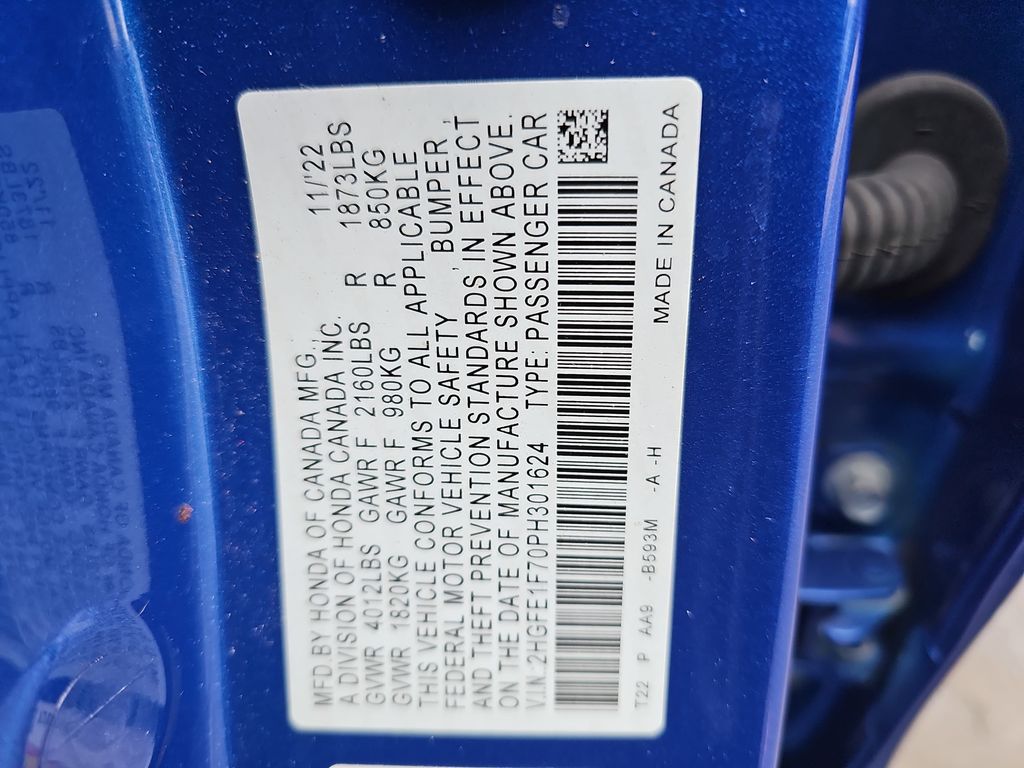 MFD.BY HONDA OF CANADA MFG., 11/'22
A DIVISION OF HONDA CANADA INC.
GVWR 4012LBS GAWR F 2160LBS R 1873LBS
GVWR 1820KG GAWR F 980KG R 850KG
THIS VEHICLE CONFORMS TO ALL APPLICABLE
FEDERAL MOTOR VEHICLE SAFETY, BUMPER,
AND THEFT PREVENTION STANDARDS IN EFFECT
ON THE DATE OF MANUFACTURE SHOWN ABOVE.
V.I.N. 2HGFE1F70PH301624 TYPE: PASSENGER CAR
T22 P AA9 -B593M -A -H MADE IN CANADA